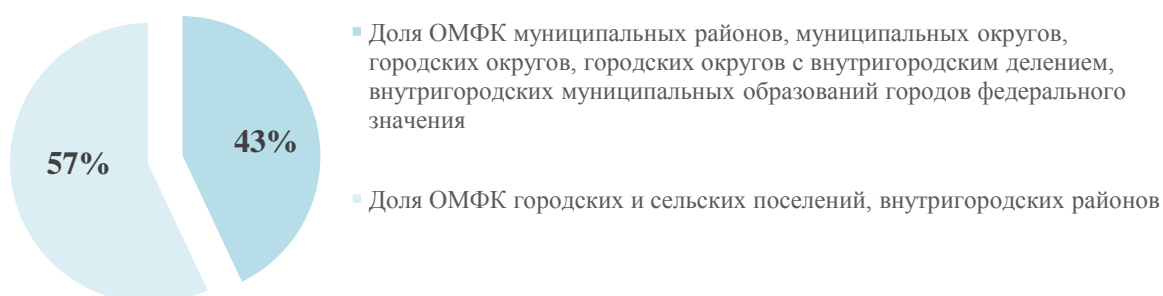 Доля ОМФК муниципальных районов, муниципальных округов,
городских округов, городских округов с внутригородским делением,
внутригородских муниципальных образований городов федерального
значения
43%
57%
Доля ОМФК городских и сельских поселений, внутригородских районов